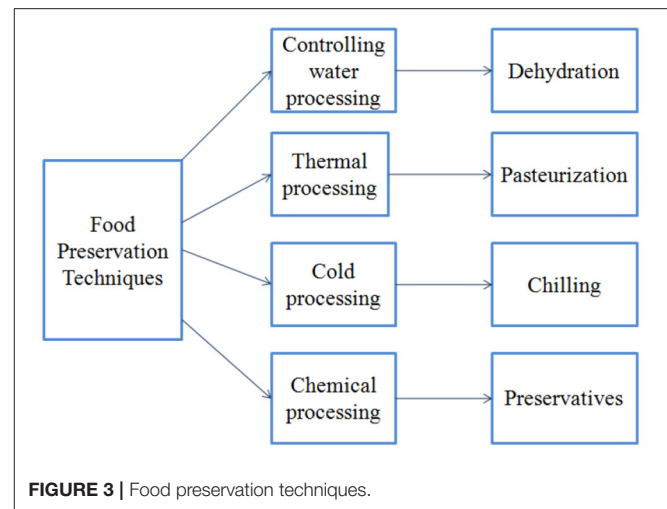 Controlling
water
processing
Dehydration
Thermal
processing
Pasteurization
Food
Preservation
Techniques
Cold
processing
Chilling
Chemical
processing
Preservatives
FIGURE 3 | Food preservation techniques.